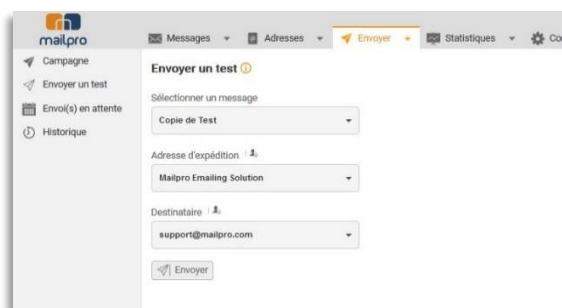 mailpro
Messages Adresses Envoyer Statistiques Co
Campagne
Envoyer un test
Envoi(s) en attente
Historique
Envoyer un test
Sélectionner un message
Copie de Test
Adresse d'expédition
Mailpro Emailing Solution
Destinataire
support@mailpro.com
Envoyer